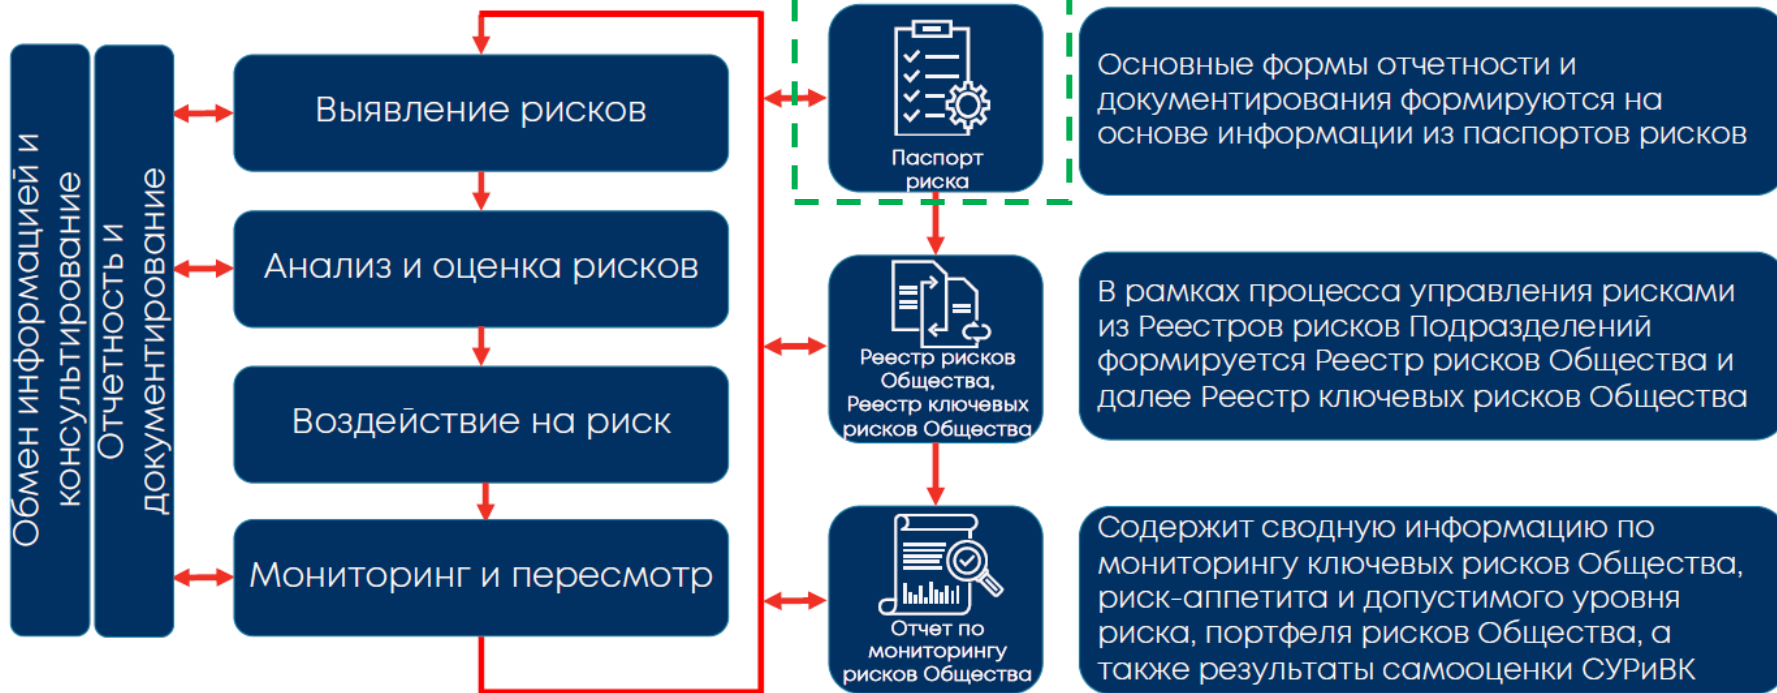 Обмен информацией и
консультирование
Отчетность и
документирование
Выявление рисков
Анализ и оценка рисков
Воздействие на риск
Мониторинг и пересмотр
Паспорт
риска
Основные формы отчетности и
документирования формируются на
основе информации из паспортов рисков
Реестр рисков
Общества,
Реестр ключевых
рисков Общества
В рамках процесса управления рисками
из Реестров рисков Подразделений
формируется Реестр рисков Общества и
далее Реестр ключевых рисков Общества
Отчет по
мониторингу
рисков Общества
Содержит сводную информацию по
мониторингу ключевых рисков Общества,
риск-аппетита и допустимого уровня
риска, портфеля рисков Общества, а
также результаты самооценки СУРиВК